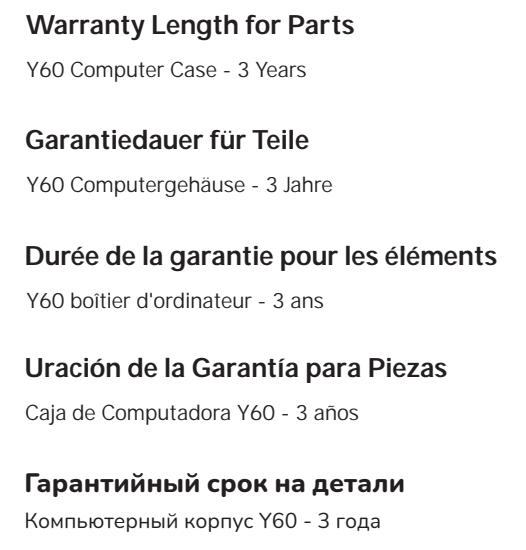 Warranty Length for Parts
Y60 Computer Case - 3 Years
Garantiedauer für Teile
Y60 Computergehäuse - 3 Jahre
Durée de la garantie pour les éléments
Y60 boîtier d'ordinateur - 3 ans
Uración de la Garantía para Piezas
Caja de Computadora Y60 - 3 años
Гарантийный срок на детали
Компьютерный корпус Y60 - 3 года